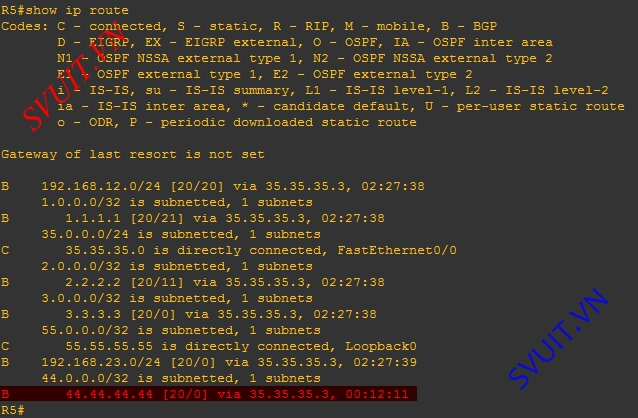 R5#show ip route
Codes: C - connected, S - static, R - RIP, M - mobile, B - BGP
       D - EIGRP, EX - EIGRP external, O - OSPF, IA - OSPF inter area
       N1 - OSPF NSSA external type 1, N2 - OSPF NSSA external type 2
       E1 - OSPF external type 1, E2 - OSPF external type 2
       i - IS-IS, su - IS-IS summary, L1 - IS-IS level-1, L2 - IS-IS level-2
       ia - IS-IS inter area, * - candidate default, U - per-user static route
       o - ODR, P - periodic downloaded static route
Gateway of last resort is not set
B    192.168.12.0/24 [20/20] via 35.35.35.3, 02:27:38
     1.0.0.0/32 is subnetted, 1 subnets
B       1.1.1.1 [20/21] via 35.35.35.3, 02:27:38
     35.0.0.0/24 is subnetted, 1 subnets
C       35.35.35.0 is directly connected, FastEthernet0/0
     2.0.0.0/32 is subnetted, 1 subnets
B       2.2.2.2 [20/11] via 35.35.35.3, 02:27:38
     3.0.0.0/32 is subnetted, 1 subnets
B       3.3.3.3 [20/0] via 35.35.35.3, 02:27:38
     55.0.0.0/32 is subnetted, 1 subnets
C       55.55.55.55 is directly connected, Loopback0
B    192.168.23.0/24 [20/0] via 35.35.35.3, 02:27:39
     44.0.0.0/32 is subnetted, 1 subnets
B       44.44.44.44 [20/0] via 35.35.35.3, 00:12:11
R5#
SVUIT.VN
SVUIT.VN